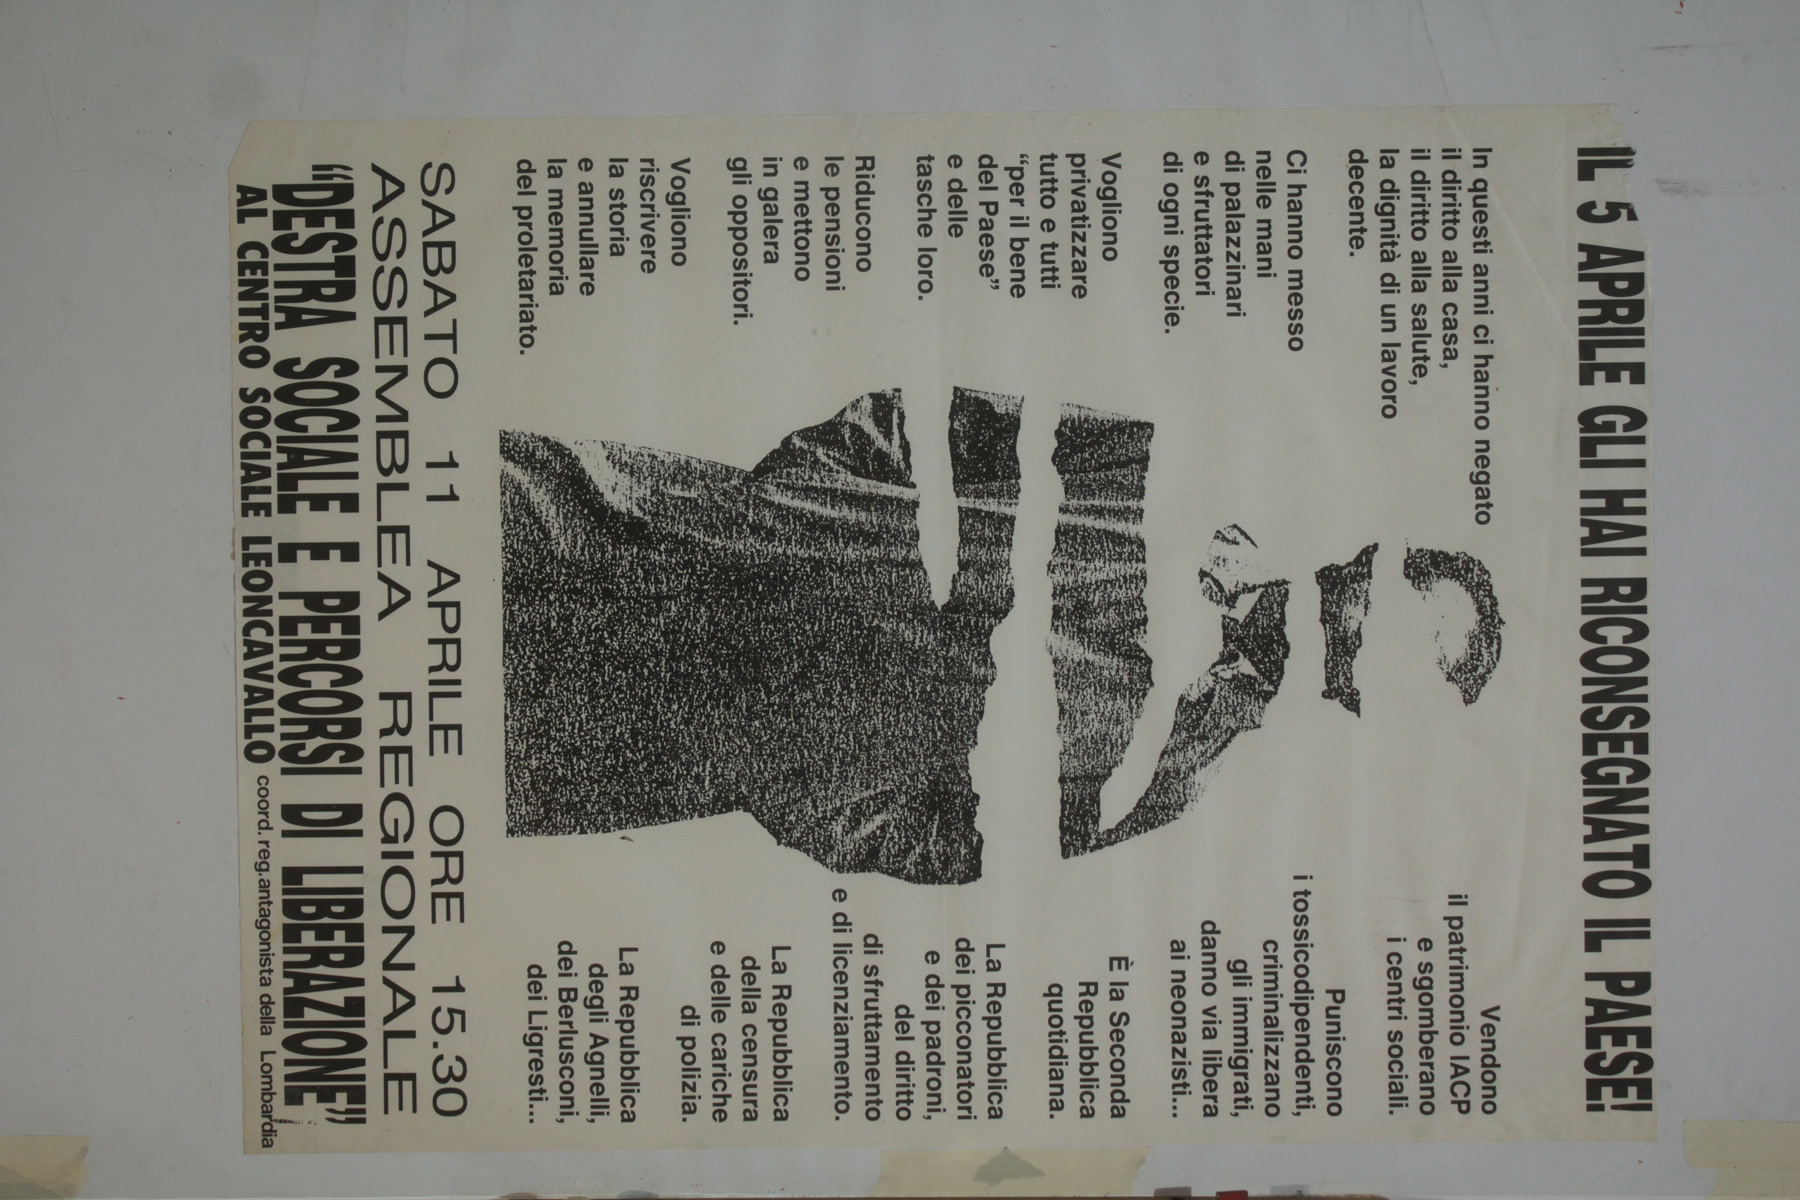 IL 5 APRILE GLI HAI RICONSEGNATO IL PAESE!
In questi anni ci hanno negato
il diritto alla casa,
il diritto alla salute,
la dignità di un lavoro
decente.
Ci hanno messo
nelle mani
di palazzinari
e sfruttatori
di ogni specie.
Vogliono
privatizzare
tutto e tutti
“per il bene
del Paese”
e delle
tasche loro.
Riducono
le pensioni
e mettono
in galera
gli oppositori.
Vogliono
riscrivere
la storia
e annullare
la memoria
del proletariato.
Vendono
il patrimonio IACP
e sgomberano
i centri sociali.
Puniscono
i tossicodipendenti,
criminalizzano
gli immigrati,
danno via libera
ai neonazisti...
È la Seconda
Repubblica
quotidiana.
La Repubblica
dei picconatori
e dei padroni,
del diritto
di sfruttamento
e di licenziamento.
La Repubblica
della censura
e delle cariche
di polizia.
La Repubblica
degli Agnelli,
dei Berlusconi,
dei Ligresti...
SABATO 11 APRILE ORE 15.30
ASSEMBLEA REGIONALE
“DESTRA SOCIALE E PERCORSI DI LIBERAZIONE”
AL CENTRO SOCIALE LEONCAVALLO coord. reg.antagonista della Lombardia